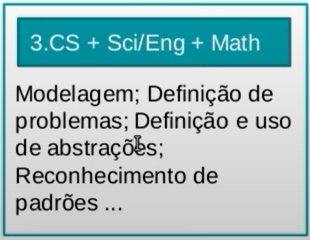 3.CS + Sci/Eng + Math
Modelagem; Definição de
problemas; Definição e uso
de abstrações;
Reconhecimento de
padrões ...